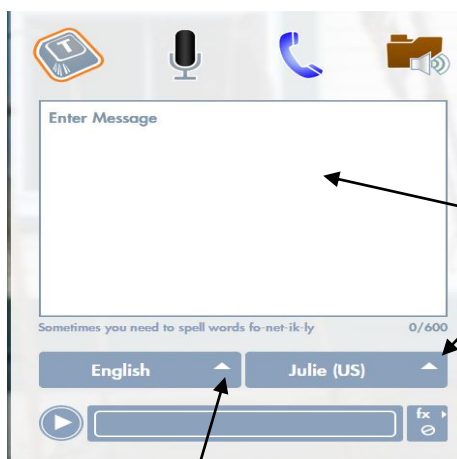 T
Enter Message
Sometimes you need to spell words fo-net-ik-ly 0/600
English Julie (US)
fx